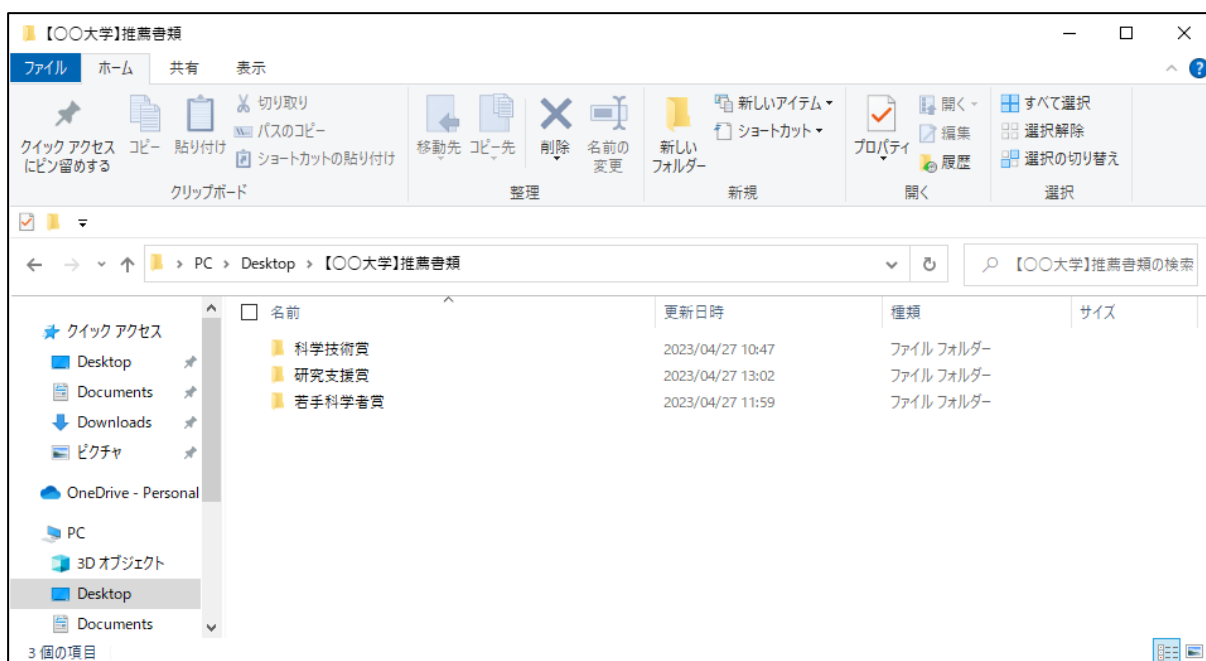 【〇〇大学】推薦書類
ファイル ホーム 共有 表示
クイック アクセス
にピン留めする
コピー
貼り付け
切り取り
パスのコピー
ショートカットの貼り付け
クリップボード
移動先
コピー先
削除
名前の
変更
整理
新しい
フォルダー
新しいアイテム
ショートカット
新規
プロパティ
開く
編集
履歴
開く
すべて選択
選択解除
選択の切り替え
選択
PC > Desktop > 【〇〇大学】推薦書類
【〇〇大学】推薦書類の検索
クイック アクセス
Desktop
Documents
Downloads
ピクチャ
OneDrive - Personal
PC
3D オブジェクト
Desktop
Documents
名前 更新日時 種類 サイズ
科学技術賞 2023/04/27 10:47 ファイル フォルダー
研究支援賞 2023/04/27 13:02 ファイル フォルダー
若手科学者賞 2023/04/27 11:59 ファイル フォルダー
3 個の項目